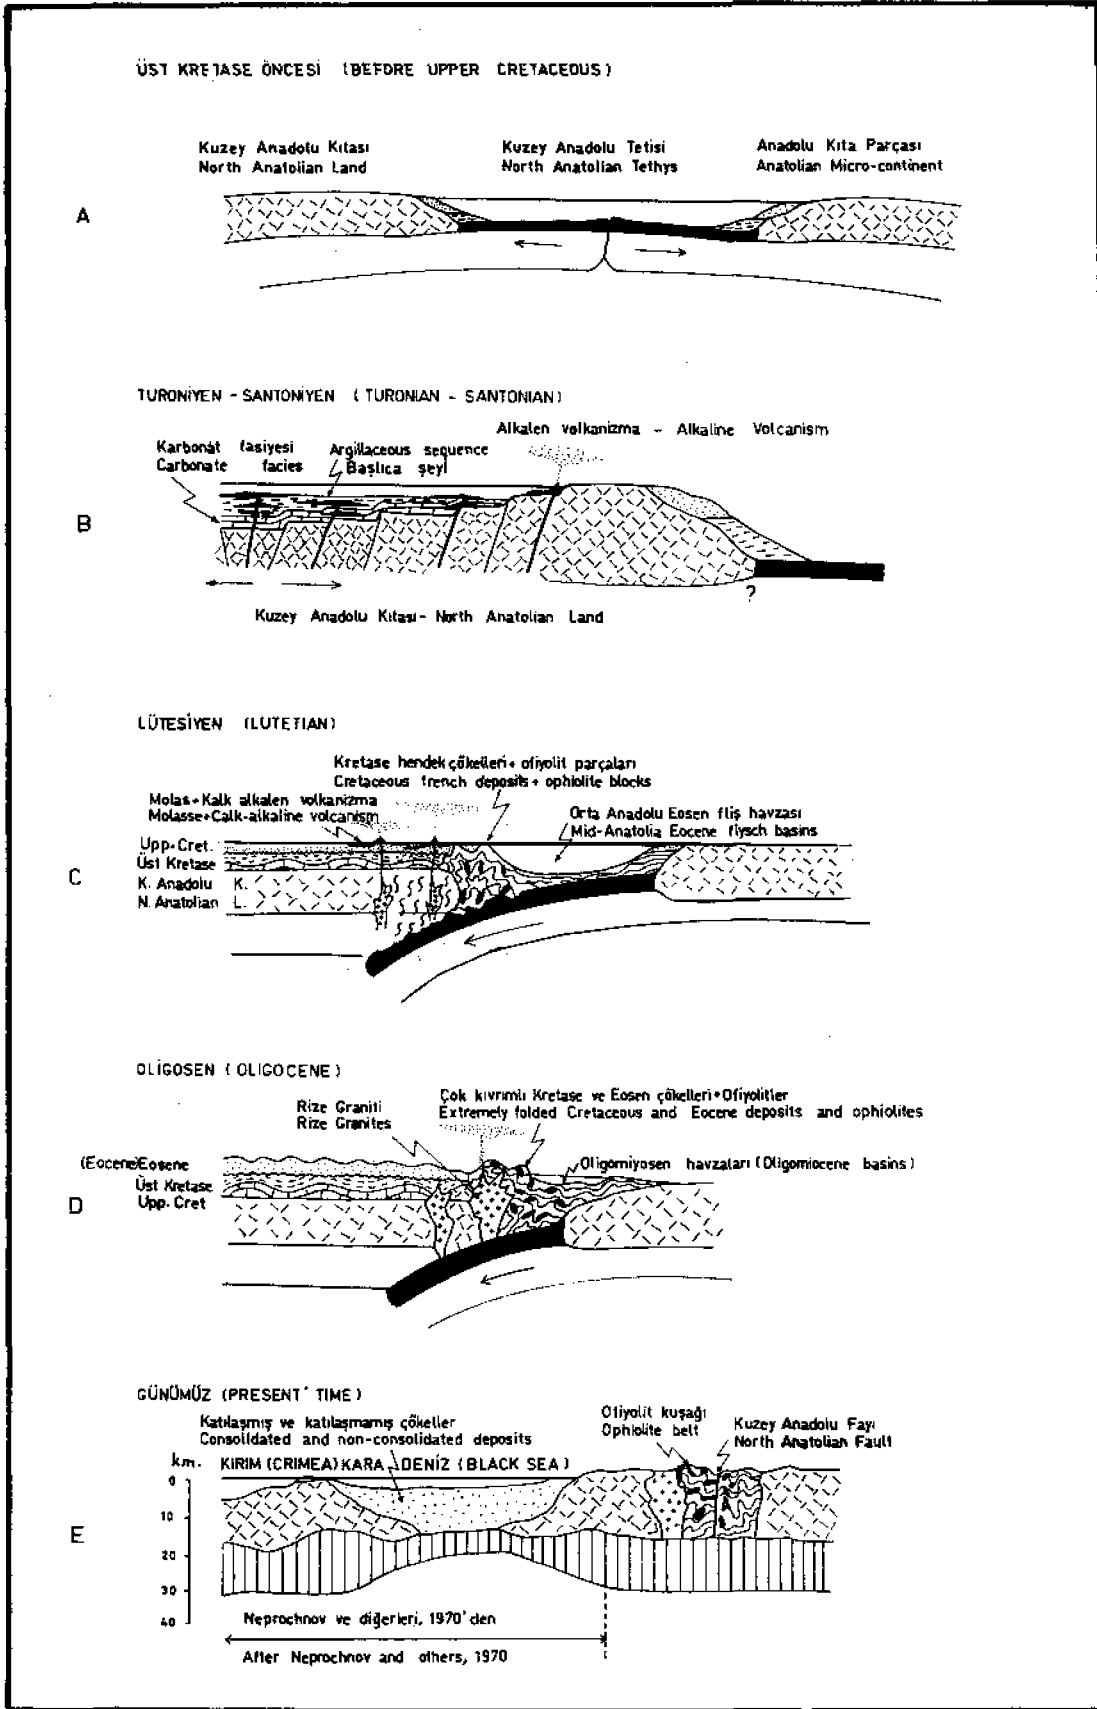 ÜST KRETASE ÖNCESİ (BEFORE UPPER CRETACEOUS)
Kuzey Anadolu Kıtası
North Anatolian Land
Kuzey Anadolu Tetisi
North Anatolian Tethys
Anadolu Kıta Parçası
Anatolian Micro-continent
A
TURONİYEN - SANTONİYEN (TURONIAN - SANTONIAN)
Alkalen volkanizma - Alkaline Volcanism
Karbonat fasiyesi
Carbonate facies
Argillaceous sequence
Başlıca şeyl
B
?
Kuzey Anadolu Kıtası - North Anatolian Land
LÜTESİYEN (LUTETIAN)
Kretase hendek çökelleri + ofiyolit parçaları
Cretaceous trench deposits + ophiolite blocks
Molas + Kalk alkalen volkanizma
Molasse + Calk-alkaline volcanism
Orta Anadolu Eosen fliş havzası
Mid-Anatolia Eocene flysch basins
Upp-Cret.
Üst Kretase
K. Anadolu K.
N. Anatolian L.
C
OLİGOSEN (OLIGOCENE)
Çok kıvrımlı Kretase ve Eosen çökelleri + Ofiyolitler
Extremely folded Cretaceous and Eocene deposits and ophiolites
Rize Graniti
Rize Granites
(Eocene)Eosene
Üst Kretase
Upp. Cret
Oligomiyosen havzaları (Oligomiocene basins)
D
GÜNÜMÜZ (PRESENT TIME)
Katılaşmış ve katılaşmamış çökeller
Consolidated and non-consolidated deposits
Ofiyolit kuşağı
Ophiolite belt
Kuzey Anadolu Fayı
North Anatolian Fault
km. KIRIM (CRIMEA) KARA DENİZ (BLACK SEA)
0
10
20
30
40
E
Neprochnov ve diğerleri, 1970'den
After Neprochnov and others, 1970